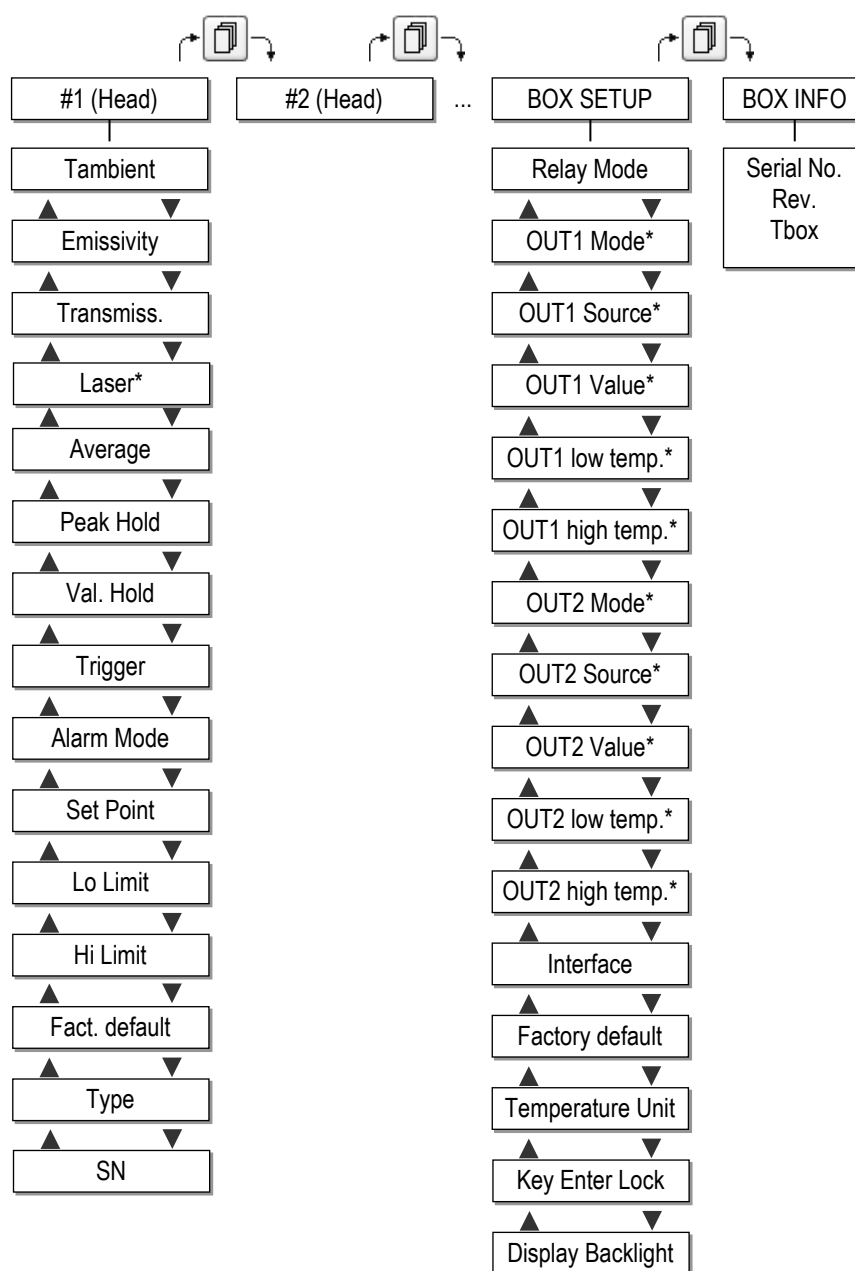 #1 (Head)
#2 (Head)
...
BOX SETUP
BOX INFO
Tambient
Emissivity
Transmiss.
Laser*
Average
Peak Hold
Val. Hold
Trigger
Alarm Mode
Set Point
Lo Limit
Hi Limit
Fact. default
Type
SN
Relay Mode
OUT1 Mode*
OUT1 Source*
OUT1 Value*
OUT1 low temp.*
OUT1 high temp.*
OUT2 Mode*
OUT2 Source*
OUT2 Value*
OUT2 low temp.*
OUT2 high temp.*
Interface
Factory default
Temperature Unit
Key Enter Lock
Display Backlight
Serial No.
Rev.
Tbox